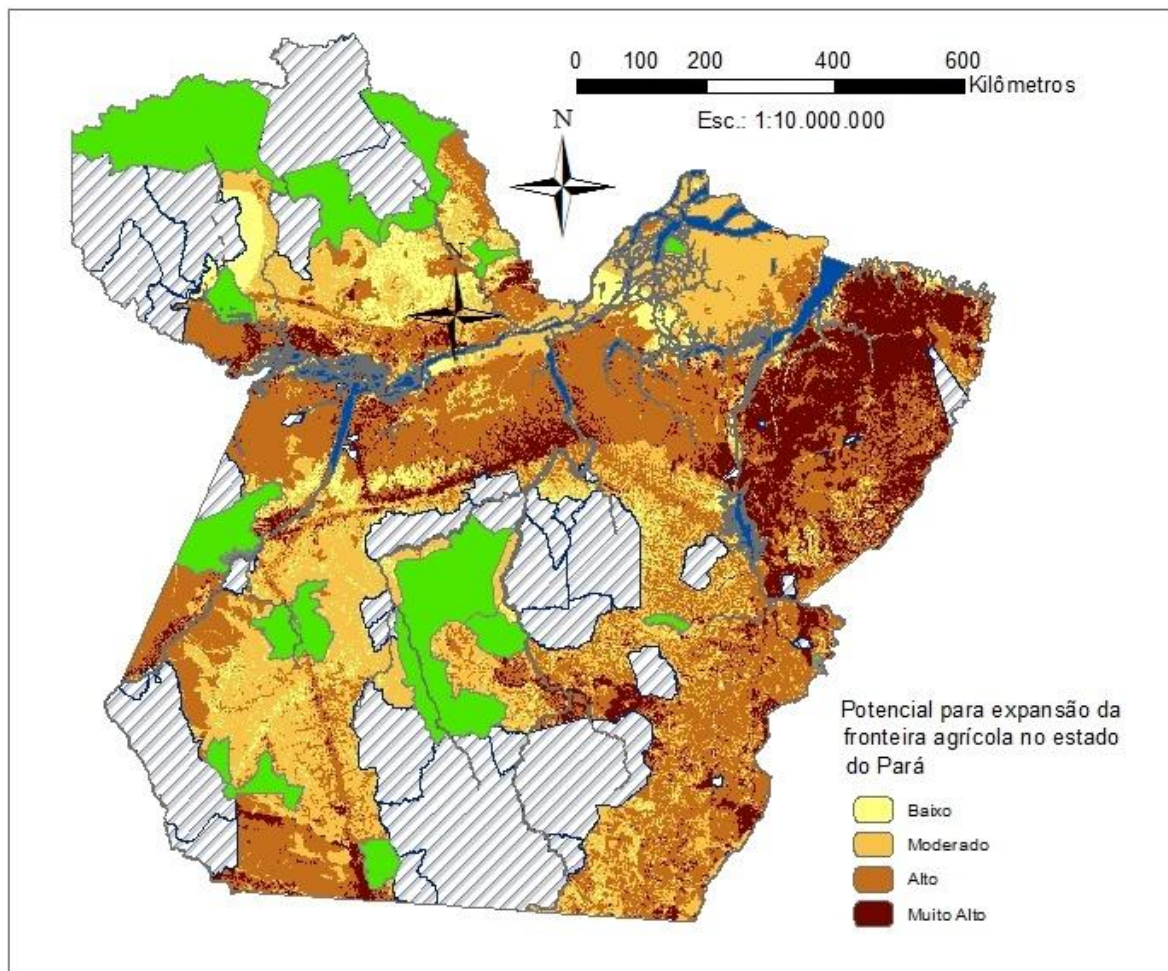 0 100 200 400 600
Kilômetros
Esc.: 1:10.000.000
N
N
Potencial para expansão da
fronteira agrícola no estado
do Pará
Baixo
Moderado
Alto
Muito Alto